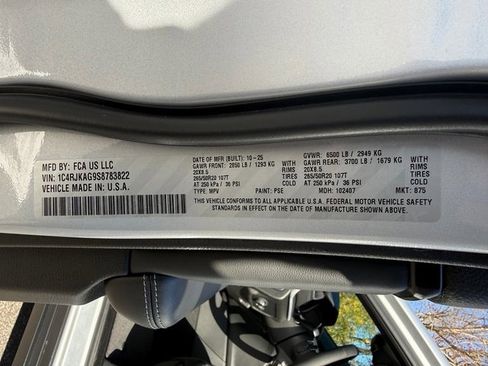 MFD BY: FCA US LLC
VIN: 1C4RJKAG9S8783822
VEHICLE MADE IN: U.S.A.
DATE OF MFR (BUILT): 10-25
GVWR: 6500 LB / 2949 KG
GAWR FRONT: 2850 LB / 1293 KG WITH
20X8.5 RIMS
265/50R20 107T TIRES
AT 250 kPa / 36 PSI COLD
GAWR REAR: 3700 LB / 1679 KG WITH
20X8.5 RIMS
265/50R20 107T TIRES
AT 250 kPa / 36 PSI COLD
TYPE: MPV PAINT: PSE MDH: 102407 MKT: 875
THIS VEHICLE CONFORMS TO ALL APPLICABLE U.S.A. FEDERAL MOTOR VEHICLE SAFETY
STANDARDS IN EFFECT ON THE DATE OF MANUFACTURE SHOWN ABOVE.